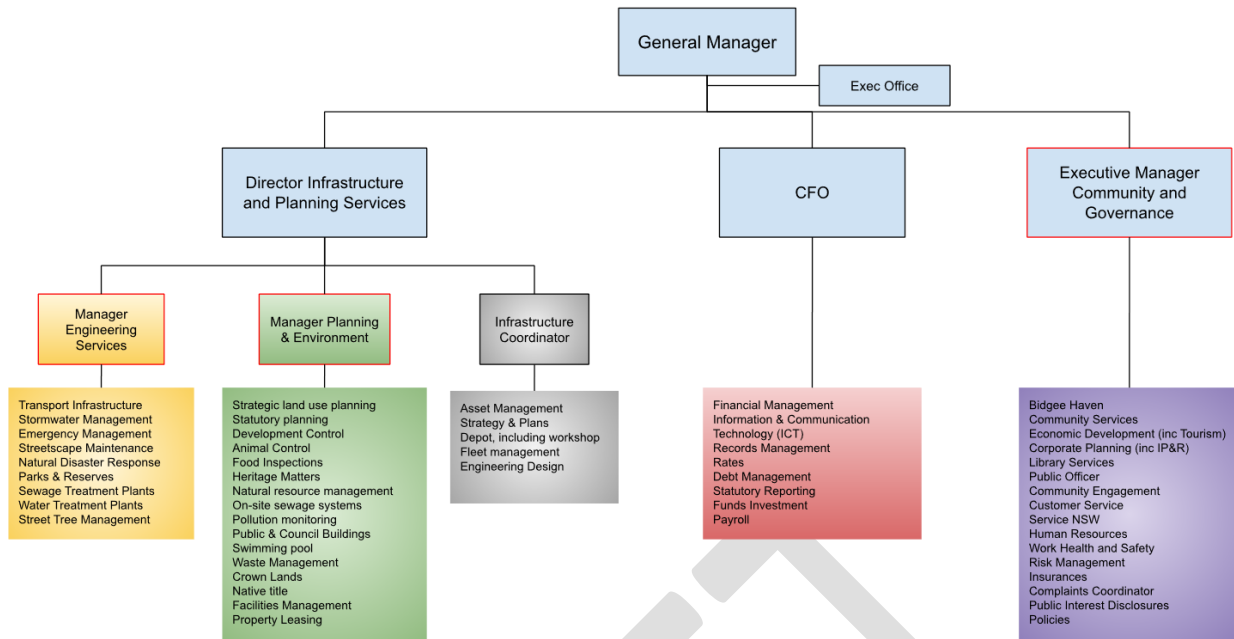 General Manager
Exec Office
Director Infrastructure
and Planning Services
CFO
Executive Manager
Community and
Governance
Manager
Engineering
Services
Manager Planning
& Environment
Infrastructure
Coordinator
Transport Infrastructure
Stormwater Management
Emergency Management
Streetscape Maintenance
Natural Disaster Response
Parks & Reserves
Sewage Treatment Plants
Water Treatment Plants
Street Tree Management
Strategic land use planning
Statutory planning
Development Control
Animal Control
Food Inspections
Heritage Matters
Natural resource management
On-site sewage systems
Pollution monitoring
Public & Council Buildings
Swimming pool
Waste Management
Crown Lands
Native title
Facilities Management
Property Leasing
Asset Management
Strategy & Plans
Depot, including workshop
Fleet management
Engineering Design
Financial Management
Information & Communication
Technology (ICT)
Records Management
Rates
Debt Management
Statutory Reporting
Funds Investment
Payroll
Bidgee Haven
Community Services
Economic Development (inc Tourism)
Corporate Planning (inc IP&R)
Library Services
Public Officer
Community Engagement
Customer Service
Service NSW
Human Resources
Work Health and Safety
Risk Management
Insurances
Complaints Coordinator
Public Interest Disclosures
Policies